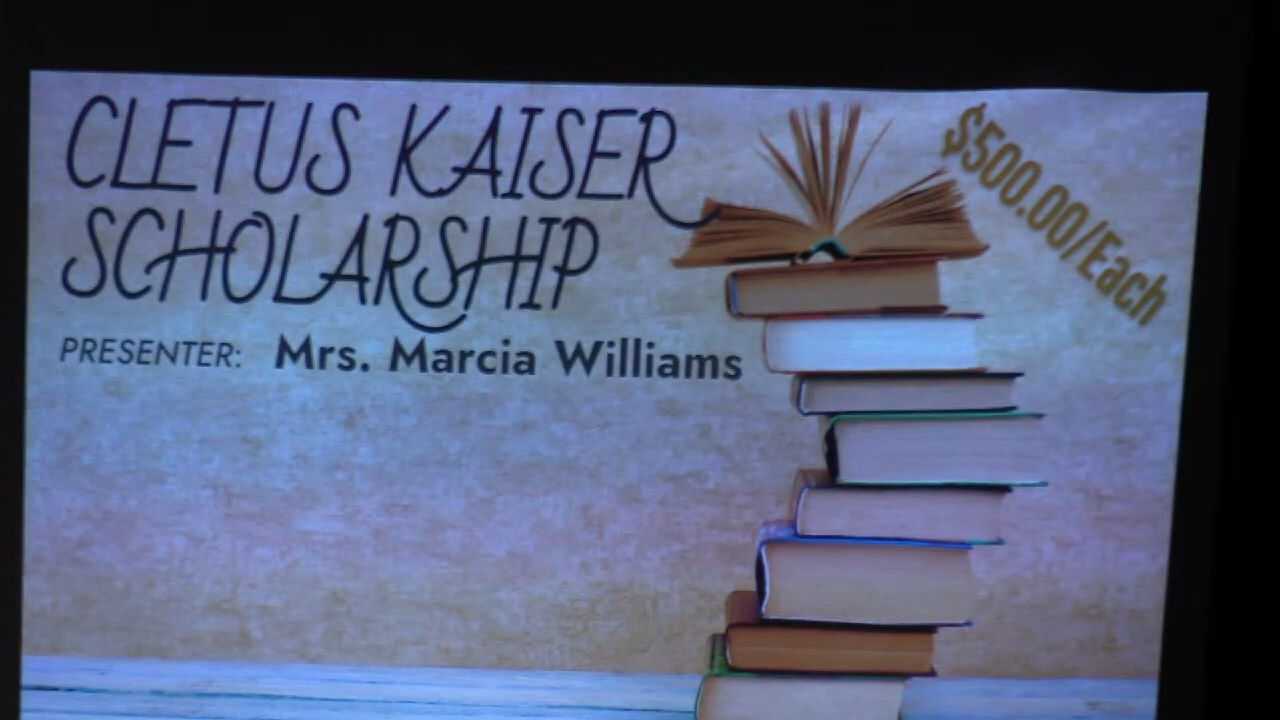 CLETUS KAISER
SCHOLARSHIP
PRESENTER: Mrs. Marcia Williams
$500.00/Each